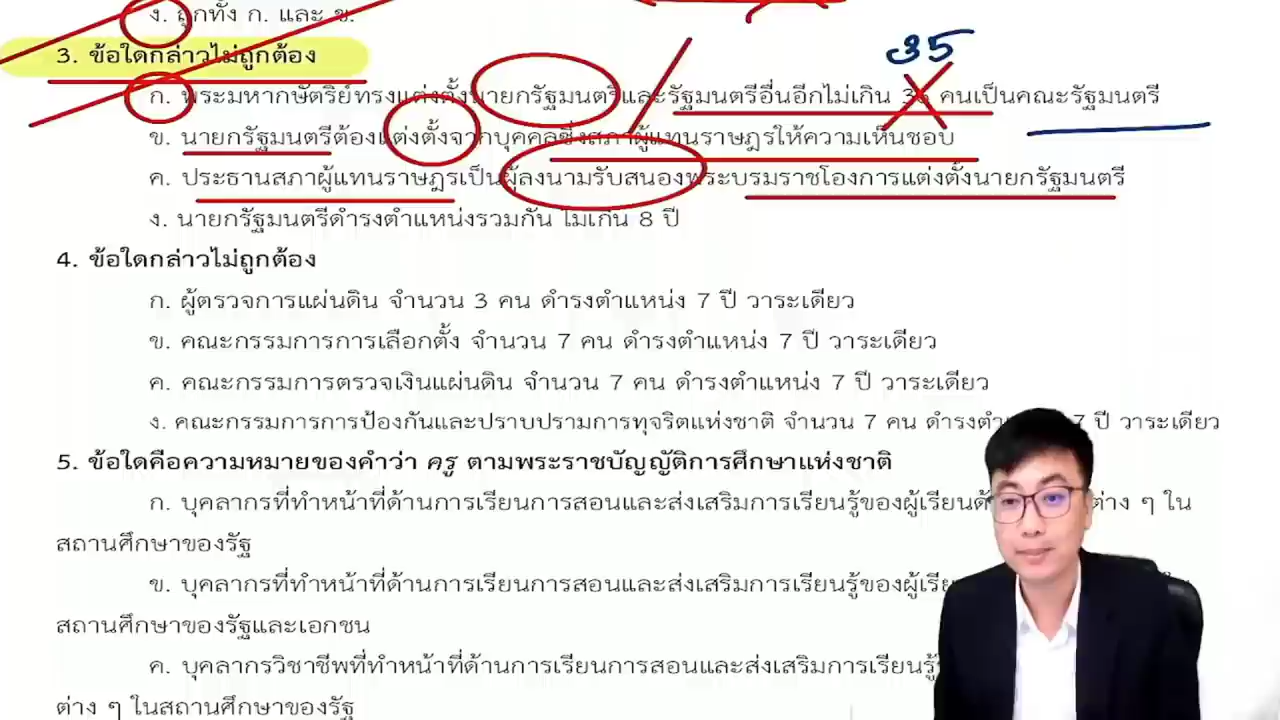 ง. ถูกทั้ง ก. และ ข.
3. ข้อใดกล่าวไม่ถูกต้อง
35
ก. พระมหากษัตริย์ทรงแต่งตั้งนายกรัฐมนตรีและรัฐมนตรีอื่นอีกไม่เกิน 36 คนเป็นคณะรัฐมนตรี
ข. นายกรัฐมนตรีต้องแต่งตั้งจากบุคคลซึ่งสภาผู้แทนราษฎรให้ความเห็นชอบ
ค. ประธานสภาผู้แทนราษฎรเป็นผู้ลงนามรับสนองพระบรมราชโองการแต่งตั้งนายกรัฐมนตรี
ง. นายกรัฐมนตรีดำรงตำแหน่งรวมกัน ไม่เกิน 8 ปี
4. ข้อใดกล่าวไม่ถูกต้อง
ก. ผู้ตรวจการแผ่นดิน จำนวน 3 คน ดำรงตำแหน่ง 7 ปี วาระเดียว
ข. คณะกรรมการการเลือกตั้ง จำนวน 7 คน ดำรงตำแหน่ง 7 ปี วาระเดียว
ค. คณะกรรมการตรวจเงินแผ่นดิน จำนวน 7 คน ดำรงตำแหน่ง 7 ปี วาระเดียว
ง. คณะกรรมการการป้องกันและปราบปรามการทุจริตแห่งชาติ จำนวน 7 คน 7 ปี วาระเดียว
5. ข้อใดคือความหมายของคำว่า ครู ตามพระราชบัญญัติการศึกษาแห่งชาติ
ก. บุคลากรที่ทำหน้าที่ด้านการเรียนการสอนและส่งเสริมการเรียนรู้ของผู้เรียน ต่าง ๆ ใน
สถานศึกษาของรัฐ
ข. บุคลากรที่ทำหน้าที่ด้านการเรียนการสอนและส่งเสริมการเรียนรู้ของ
สถานศึกษาของรัฐและเอกชน
ค. บุคลากรวิชาชีพที่ทำหน้าที่ด้านการเรียนการสอนและส่งเสริมการเรียนรู้
ต่าง ๆ ในสถานศึกษาของรัฐ